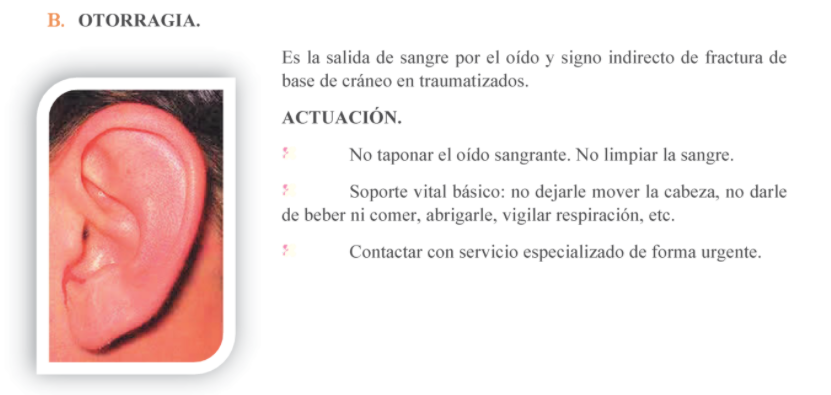 B. OTORRAGIA.
Es la salida de sangre por el oído y signo indirecto de fractura de
base de cráneo en traumatizados.
ACTUACIÓN.
No taponar el oído sangrante. No limpiar la sangre.
Soporte vital básico: no dejarle mover la cabeza, no darle
de beber ni comer, abrigarle, vigilar respiración, etc.
Contactar con servicio especializado de forma urgente.